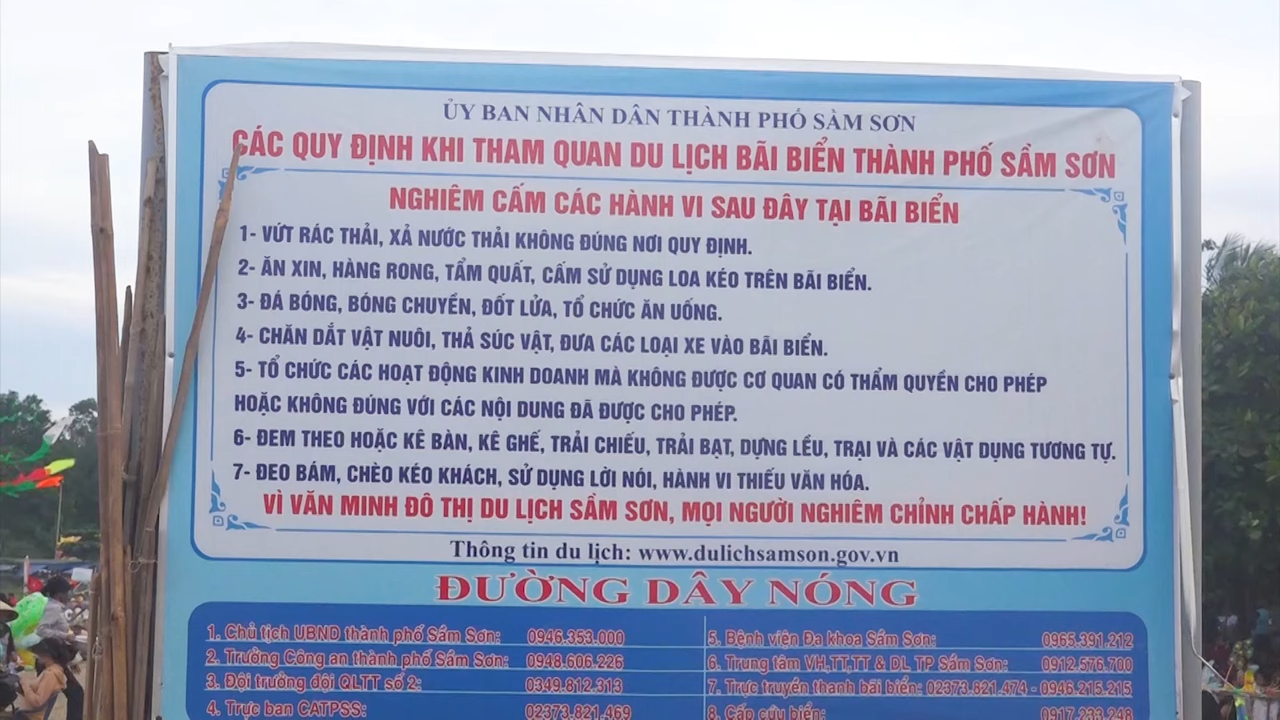 ỦY BAN NHÂN DÂN THÀNH PHỐ SẦM SƠN
CÁC QUY ĐỊNH KHI THAM QUAN DU LỊCH BÃI BIỂN THÀNH PHỐ SẦM SƠN
NGHIÊM CẤM CÁC HÀNH VI SAU ĐÂY TẠI BÃI BIỂN
1- VỨT RÁC THẢI, XẢ NƯỚC THẢI KHÔNG ĐÚNG NƠI QUY ĐỊNH.
2- ĂN XIN, HÀNG RONG, TẨM QUẤT, CẤM SỬ DỤNG LOA KÉO TRÊN BÃI BIỂN.
3- ĐÁ BÓNG, BÓNG CHUYỀN, ĐỐT LỬA, TỔ CHỨC ĂN UỐNG.
4- CHĂN DẮT VẬT NUÔI, THẢ SÚC VẬT, ĐƯA CÁC LOẠI XE VÀO BÃI BIỂN.
5- TỔ CHỨC CÁC HOẠT ĐỘNG KINH DOANH MÀ KHÔNG ĐƯỢC CƠ QUAN CÓ THẨM QUYỀN CHO PHÉP
HOẶC KHÔNG ĐÚNG VỚI CÁC NỘI DUNG ĐÃ ĐƯỢC CHO PHÉP.
6- ĐEM THEO HOẶC KÊ BÀN, KÊ GHẾ, TRẢI CHIẾU, TRẢI BẠT, DỰNG LỀU, TRẠI VÀ CÁC VẬT DỤNG TƯƠNG TỰ.
7- ĐEO BÁM, CHÈO KÉO KHÁCH, SỬ DỤNG LỜI NÓI, HÀNH VI THIẾU VĂN HÓA.
VÌ VĂN MINH ĐÔ THỊ DU LỊCH SẦM SƠN, MỌI NGƯỜI NGHIÊM CHỈNH CHẤP HÀNH!
Thông tin du lịch: www.dulichsamson.gov.vn
ĐƯỜNG DÂY NÓNG
1. Chủ tịch UBND thành phố Sầm Sơn: 0946.353.000
2. Trưởng Công an thành phố Sầm Sơn: 0948.606.226
3. Đội trưởng đội QLTT số 2: 0349.812.313
4. Trực ban CATPSS: 02373.821.469
5. Bệnh viện Đa khoa Sầm Sơn: 0965.391.212
6. Trung tâm VH,TT,TT & DL TP Sầm Sơn: 0912.576.700
7. Trực truyền thanh bãi biển: 02373.821.474 - 0946.215.215
8. Cấp cứu biển: 0917.233.248